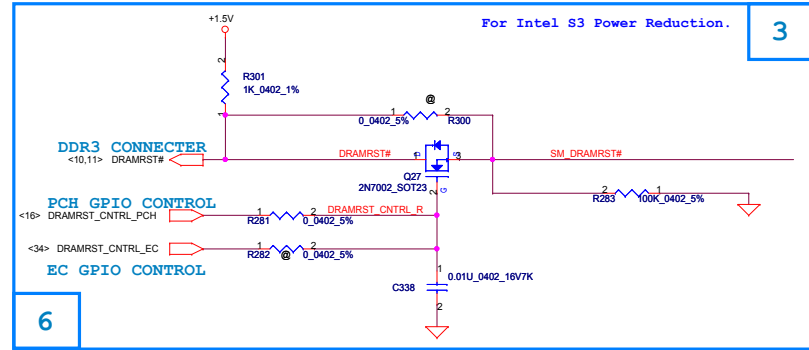 +1.5V
For Intel S3 Power Reduction.
3
2
R301
1K_0402_1%
1
@
1 2
0_0402_5% R300
DDR3 CONNECTER
<10,11> DRAMRST#
DRAMRST# 1 D S 3 SM_DRAMRST#
Q27
2N7002_SOT23
G
2
R283 2 1 100K_0402_5%
PCH GPIO CONTROL
<16> DRAMRST_CNTRL_PCH
1 2 DRAMRST_CNTRL_R
R281 0_0402_5%
<34> DRAMRST_CNTRL_EC
1 2
R282 @ 0_0402_5%
EC GPIO CONTROL
1 0.01U_0402_16V7K
C338
2
6